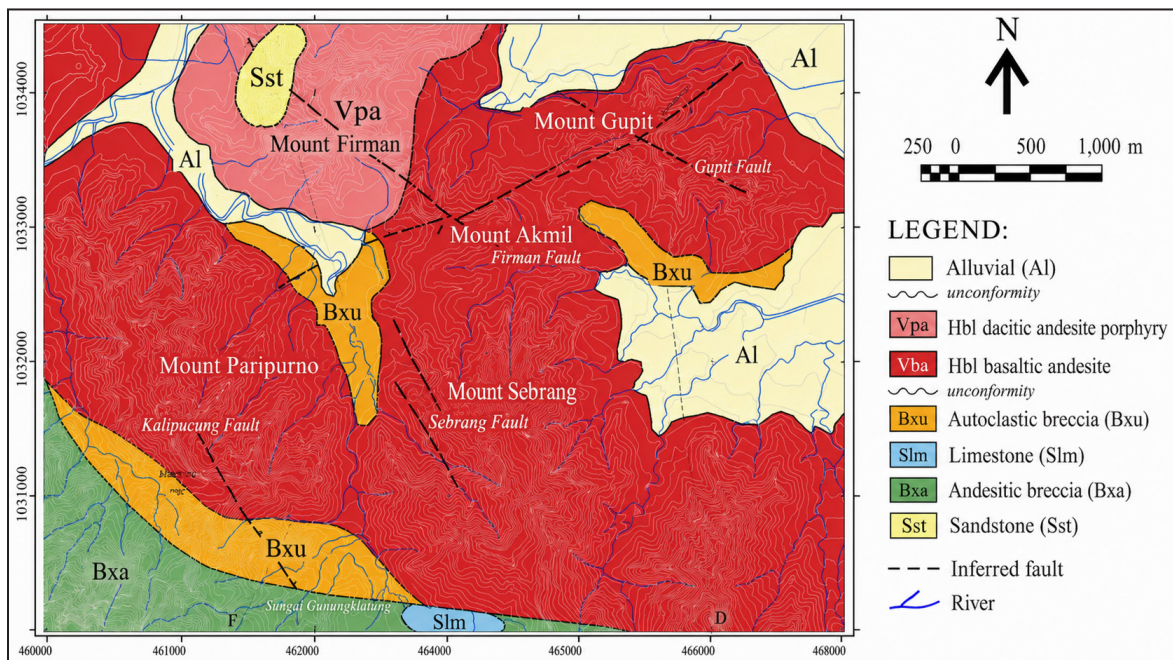 Sst
Vpa
Mount Firman
Al
Al
Mount Gupit
Gupit Fault
Mount Akmil
Firman Fault
Bxu
Bxu
Al
Mount Paripurno
Mount Sebrang
Sebrang Fault
Kalipucung Fault
Bxu
Bxa
Sungai Gunungklatung
F
Slm
D
1034000
1033000
1032000
1031000
460000
461000
462000
464000
465000
466000
468000
N
250 0 500 1,000 m
LEGEND:
Alluvial (Al)
unconformity
Vpa Hbl dacitic andesite porphyry
Vba Hbl basaltic andesite
unconformity
Bxu Autoclastic breccia (Bxu)
Slm Limestone (Slm)
Bxa Andesitic breccia (Bxa)
Sst Sandstone (Sst)
Inferred fault
River